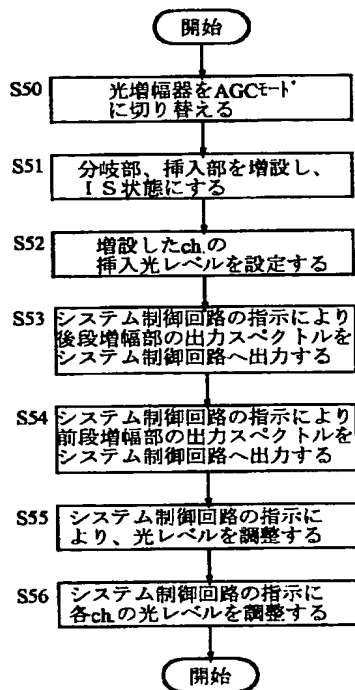 開始
S50
光増幅器をAGCモード
に切り替える
S51
分岐部、挿入部を増設し、
IS状態にする
S52
増設したch.の
挿入光レベルを設定する
S53
システム制御回路の指示により
後段増幅部の出力スペクトルを
システム制御回路へ出力する
S54
システム制御回路の指示により
前段増幅部の出力スペクトルを
システム制御回路へ出力する
S55
システム制御回路の指示に
より、光レベルを調整する
S56
システム制御回路の指示に
各ch.の光レベルを調整する
開始